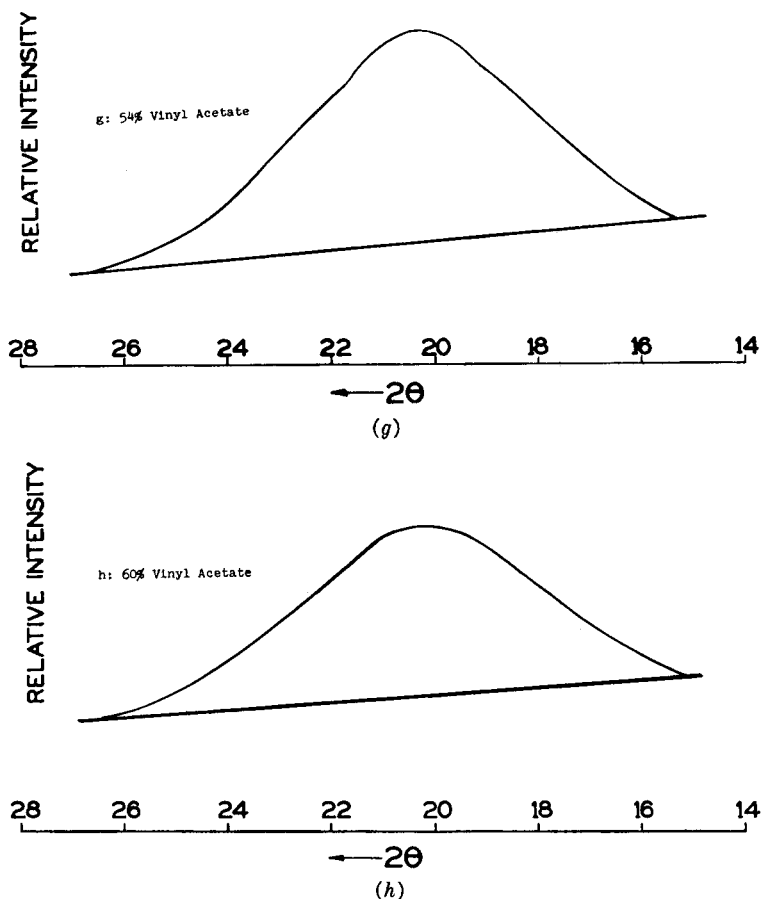 RELATIVE INTENSITY
g: 54% Vinyl Acetate
28 26 24 22 20 18 16 14
←2θ
(g)
RELATIVE INTENSITY
h: 60% Vinyl Acetate
28 26 24 22 20 18 16 14
←2θ
(h)